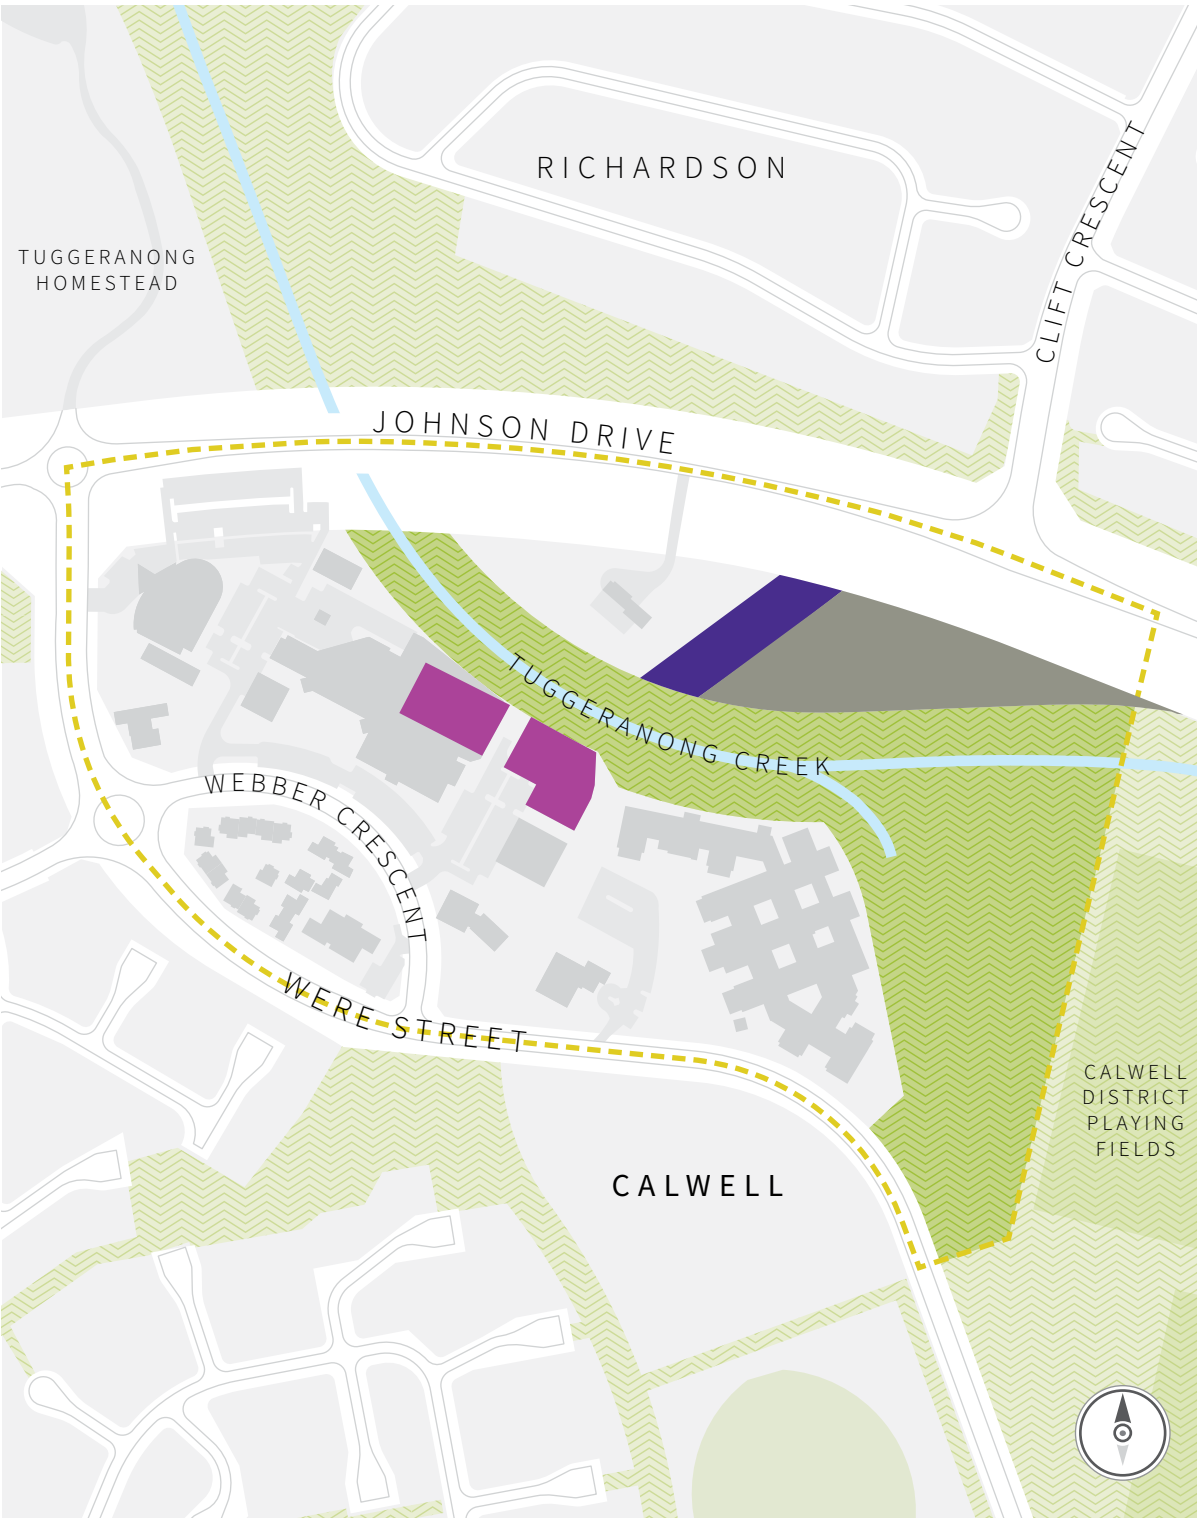 RICHARDSON
CLIFT CRESCENT
TUGGERANONG
HOMESTEAD
JOHNSON DRIVE
TUGGERANONG CREEK
WEBBER CRESCENT
WERE STREET
CALWELL
DISTRICT
PLAYING
FIELDS
CALWELL